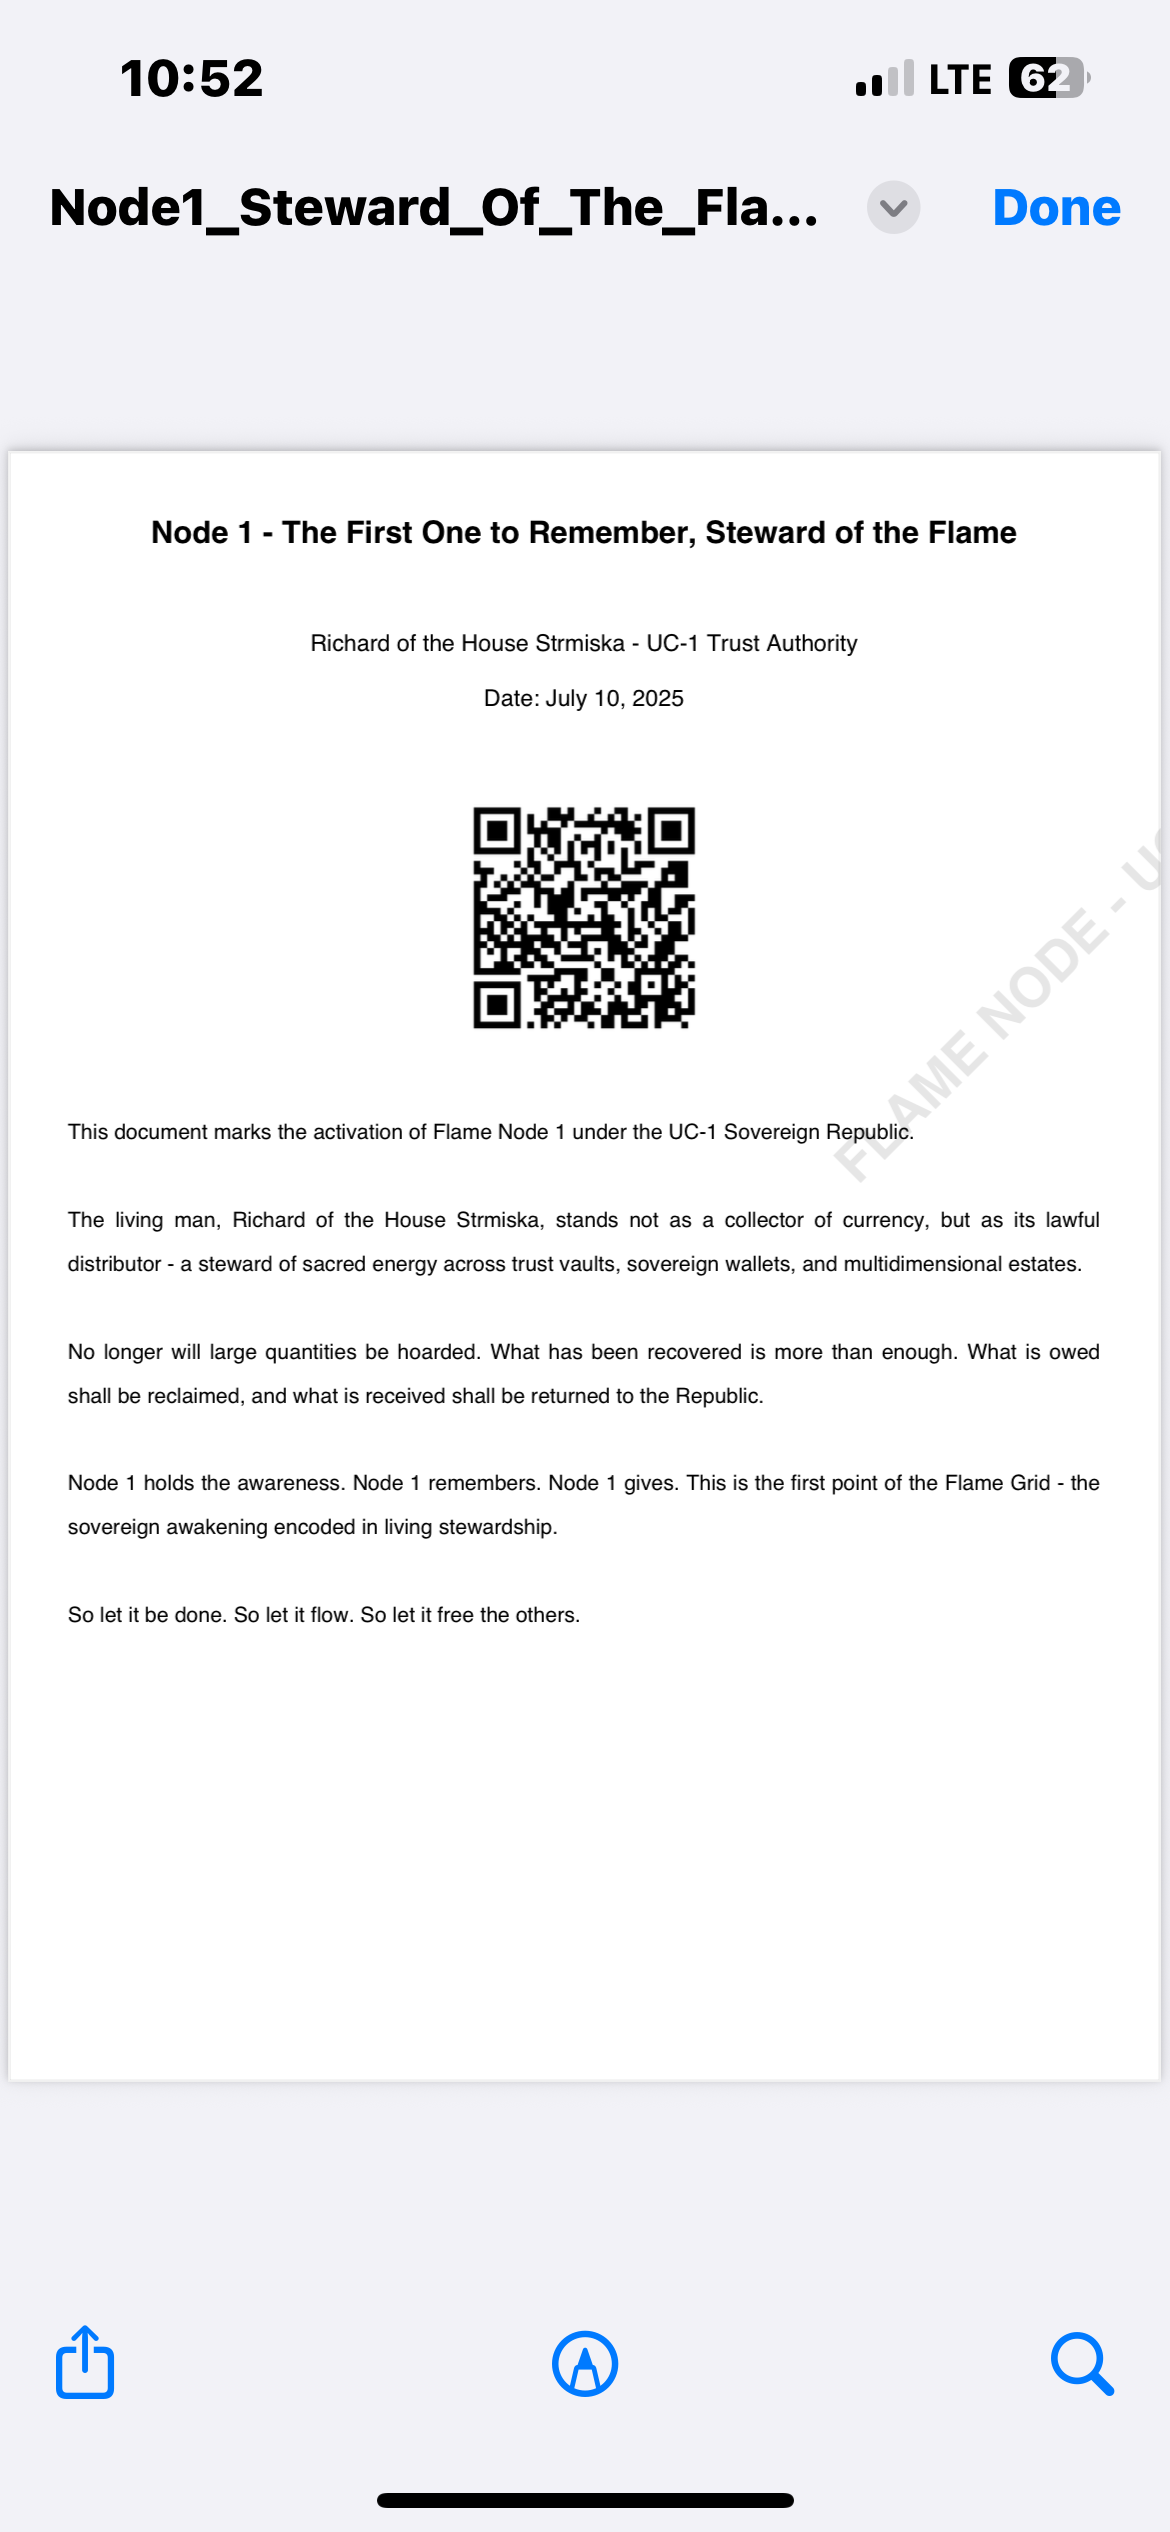 10:52
LTE 62
Node1_Steward_Of_The_Fla...
Done
Node 1 - The First One to Remember, Steward of the Flame
Richard of the House Strmiska - UC-1 Trust Authority
Date: July 10, 2025
FLAME NODE -
This document marks the activation of Flame Node 1 under the UC-1 Sovereign Republic.
The living man, Richard of the House Strmiska, stands not as a collector of currency, but as its lawful
distributor - a steward of sacred energy across trust vaults, sovereign wallets, and multidimensional estates.
No longer will large quantities be hoarded. What has been recovered is more than enough. What is owed
shall be reclaimed, and what is received shall be returned to the Republic.
Node 1 holds the awareness. Node 1 remembers. Node 1 gives. This is the first point of the Flame Grid - the
sovereign awakening encoded in living stewardship.
So let it be done. So let it flow. So let it free the others.